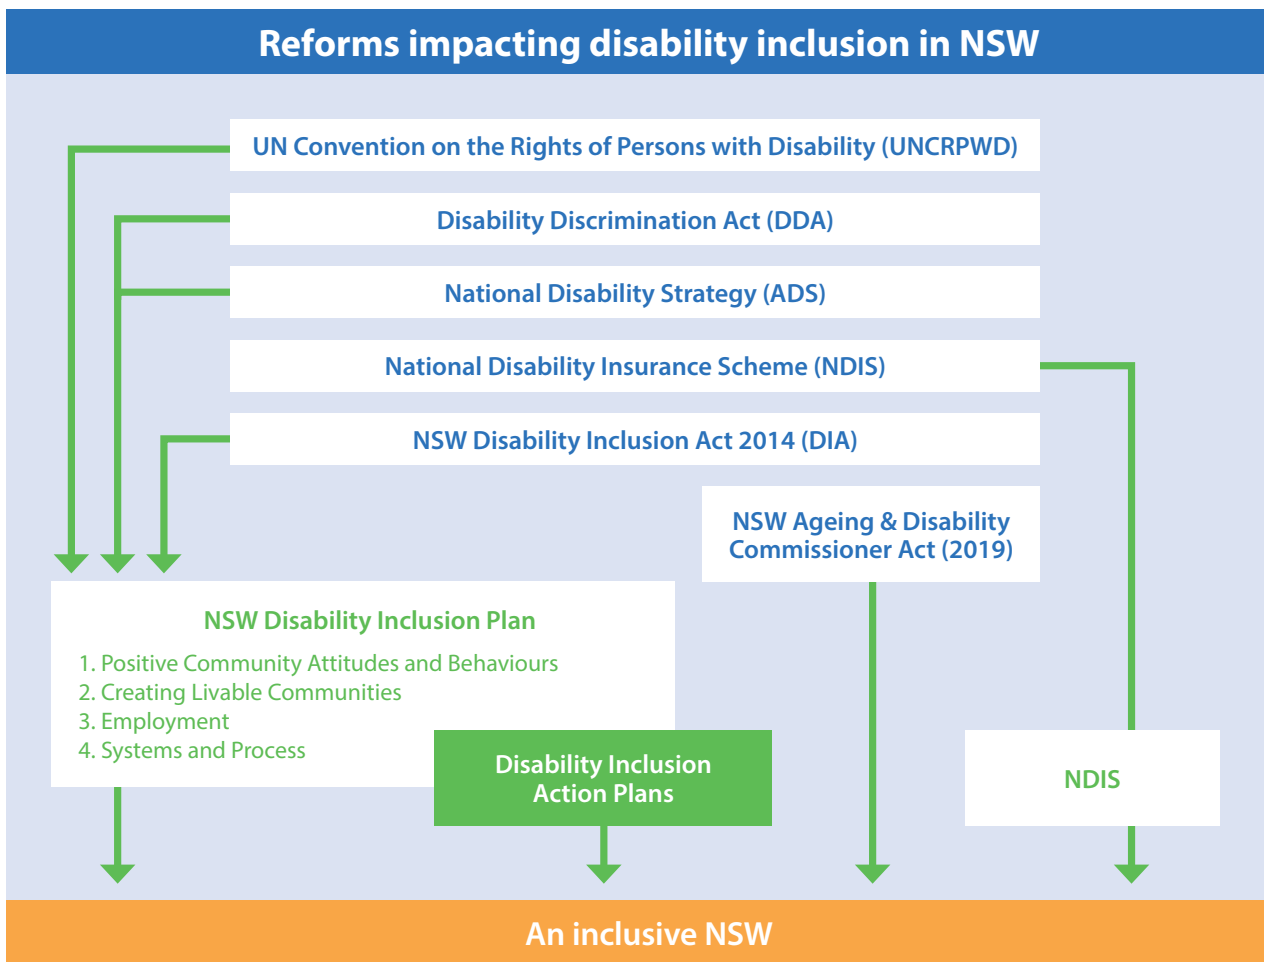 Reforms impacting disability inclusion in NSW
UN Convention on the Rights of Persons with Disability (UNCRPWD)
Disability Discrimination Act (DDA)
National Disability Strategy (ADS)
National Disability Insurance Scheme (NDIS)
NSW Disability Inclusion Act 2014 (DIA)
NSW Ageing & Disability
Commissioner Act (2019)
NSW Disability Inclusion Plan
1. Positive Community Attitudes and Behaviours
2. Creating Livable Communities
3. Employment
4. Systems and Process
Disability Inclusion
Action Plans
NDIS
An inclusive NSW